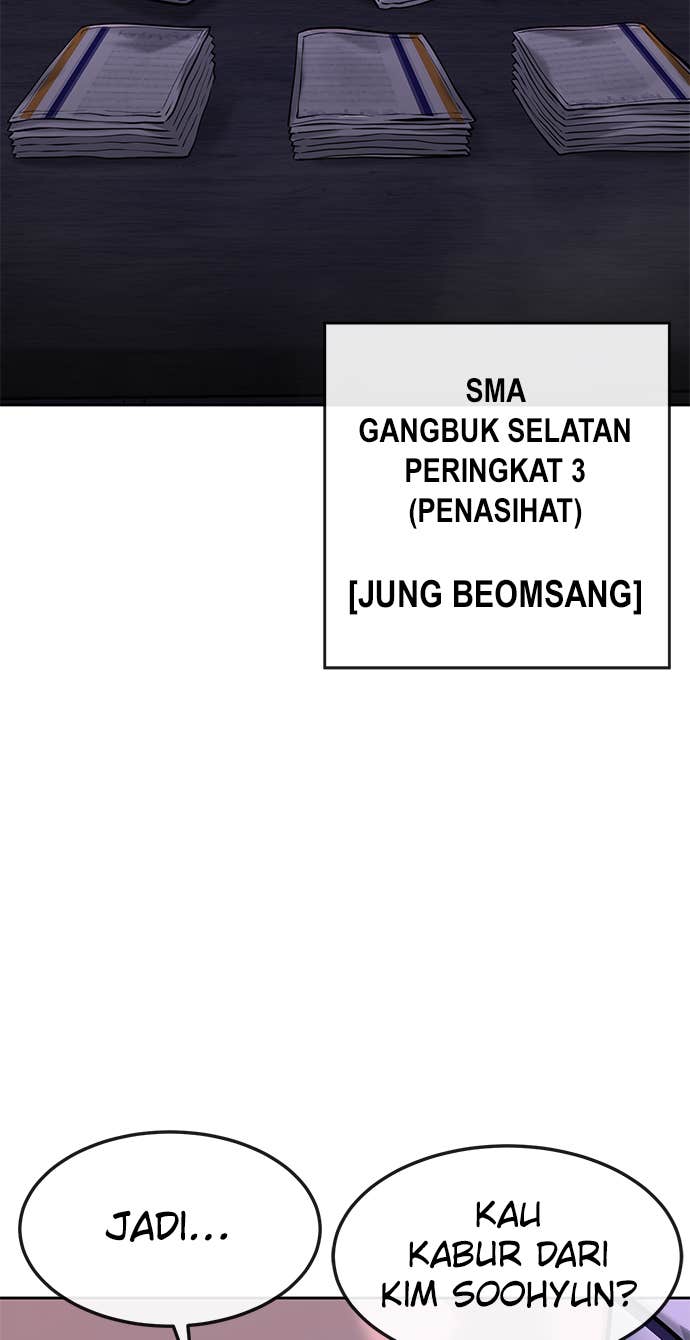 SMA
GANGBUK SELATAN
PERINGKAT 3
(PENASIHAT)
[JUNG BEOMSANG]
JADI...
KAU
KABUR DARI
KIM SOOHYUN?